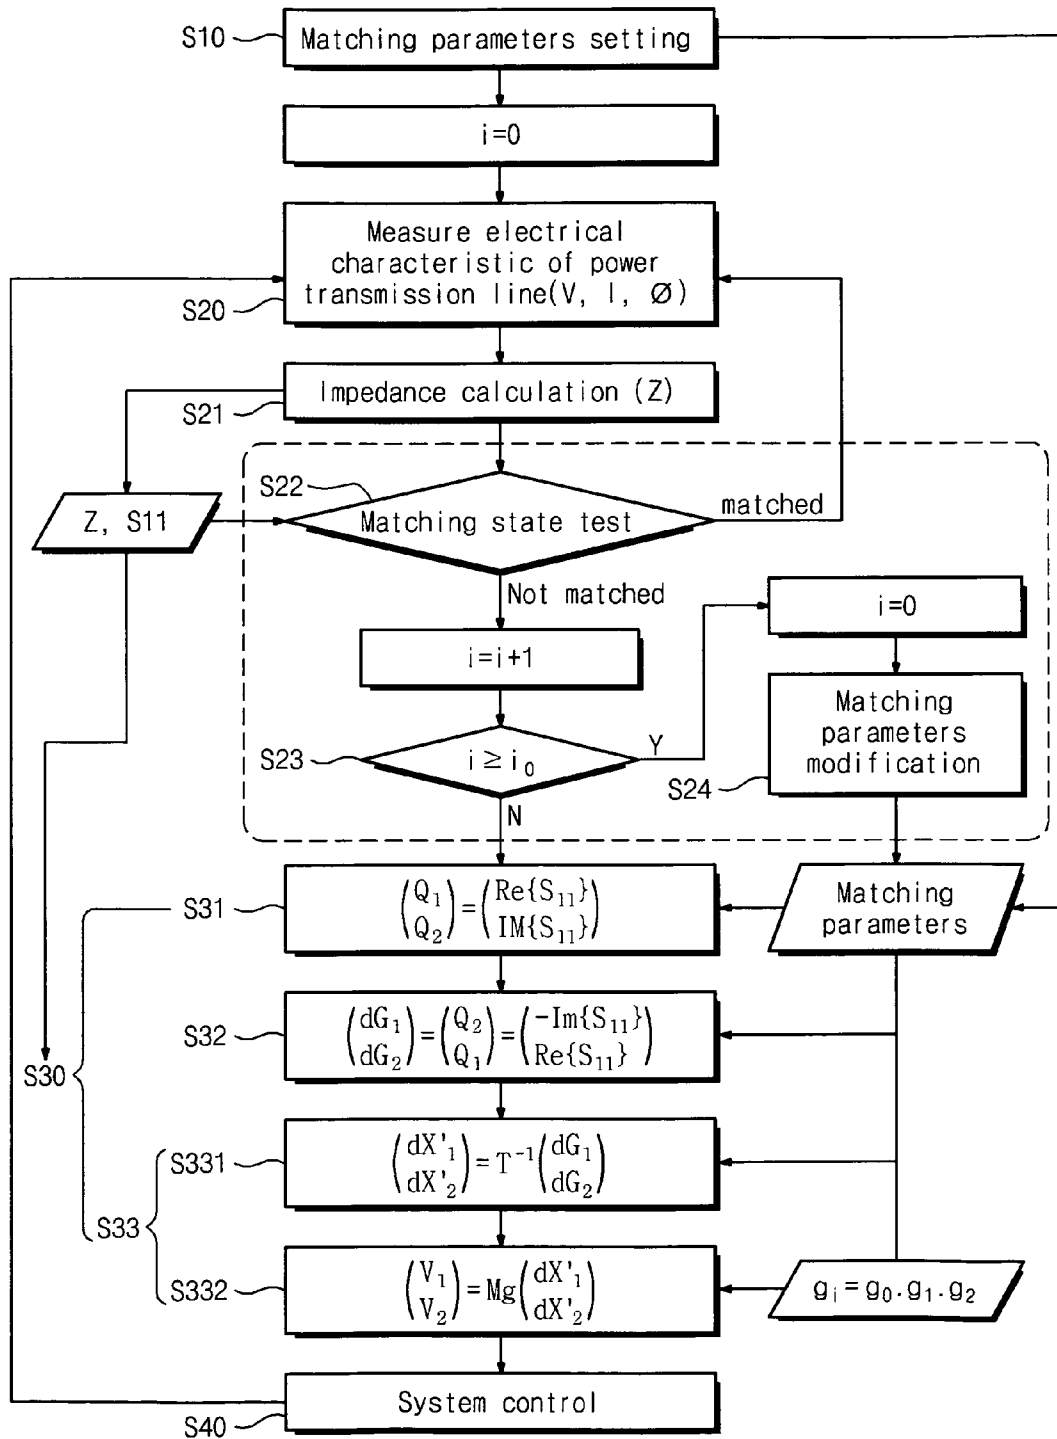 S10
Matching parameters setting
i=0
Measure electrical
characteristic of power
transmission line(V, I, Ø)
S20
Impedance calculation (Z)
S21
S22
Matching state test
matched
Z, S11
Not matched
i=0
i=i+1
Matching
parameters
modification
S24
S23
i ≥ i₀
Y
N
S31
(Q₁) = (Re{S₁₁})
(Q₂) (IM{S₁₁})
Matching
parameters
S32
(dG₁) = (Q₂) = (-Im{S₁₁})
(dG₂) (Q₁) (Re{S₁₁})
S30
S331
(dX'₁) = T⁻¹ (dG₁)
(dX'₂) (dG₂)
S33
S332
(V₁) = Mg (dX'₁)
(V₂) (dX'₂)
gᵢ=g₀.g₁.g₂
System control
S40